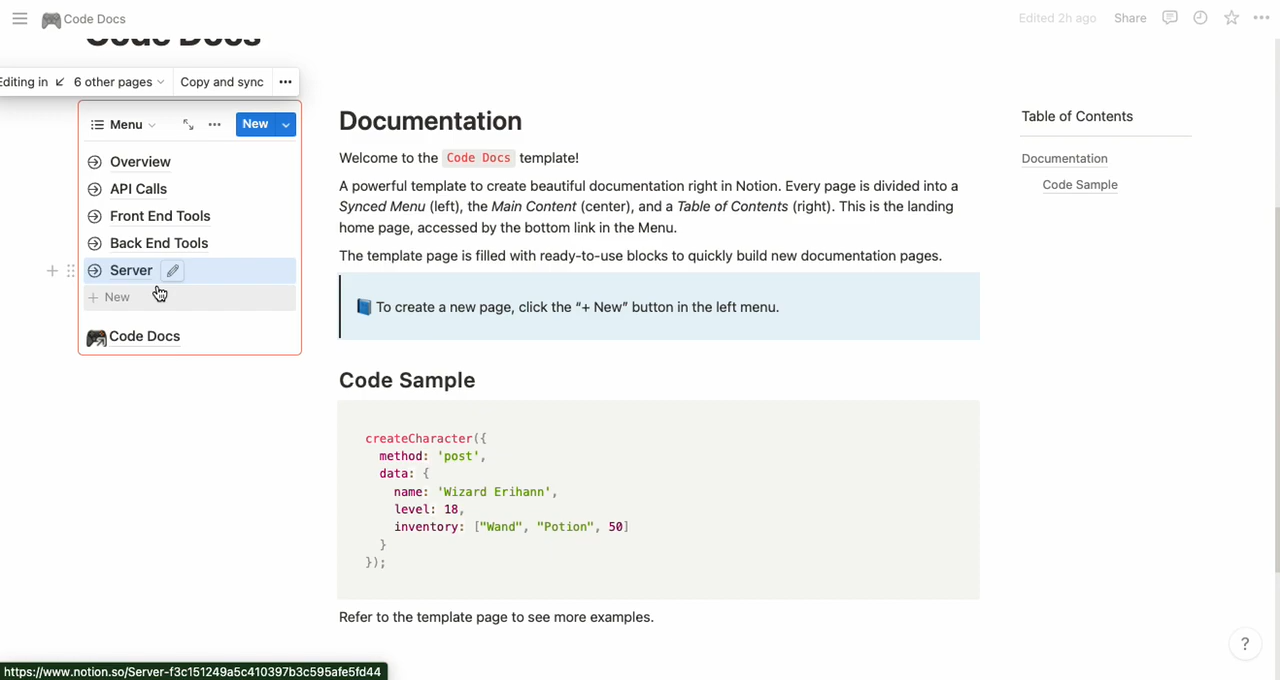 Code Docs
Edited 2h ago
Share
Code Docs
Editing in ↙ 6 other pages
Copy and sync
Menu
New
Overview
API Calls
Front End Tools
Back End Tools
Server
+ New
Code Docs
Documentation
Welcome to the Code Docs template!
A powerful template to create beautiful documentation right in Notion. Every page is divided into a
Synced Menu (left), the Main Content (center), and a Table of Contents (right). This is the landing
home page, accessed by the bottom link in the Menu.
The template page is filled with ready-to-use blocks to quickly build new documentation pages.
To create a new page, click the “+ New” button in the left menu.
Code Sample
createCharacter({
  method: 'post',
  data: {
    name: 'Wizard Erihann',
    level: 18,
    inventory: ["Wand", "Potion", 50]
  }
});
Refer to the template page to see more examples.
Table of Contents
Documentation
Code Sample
?
https://www.notion.so/Server-f3c151249a5c410397b3c595afe5fd44